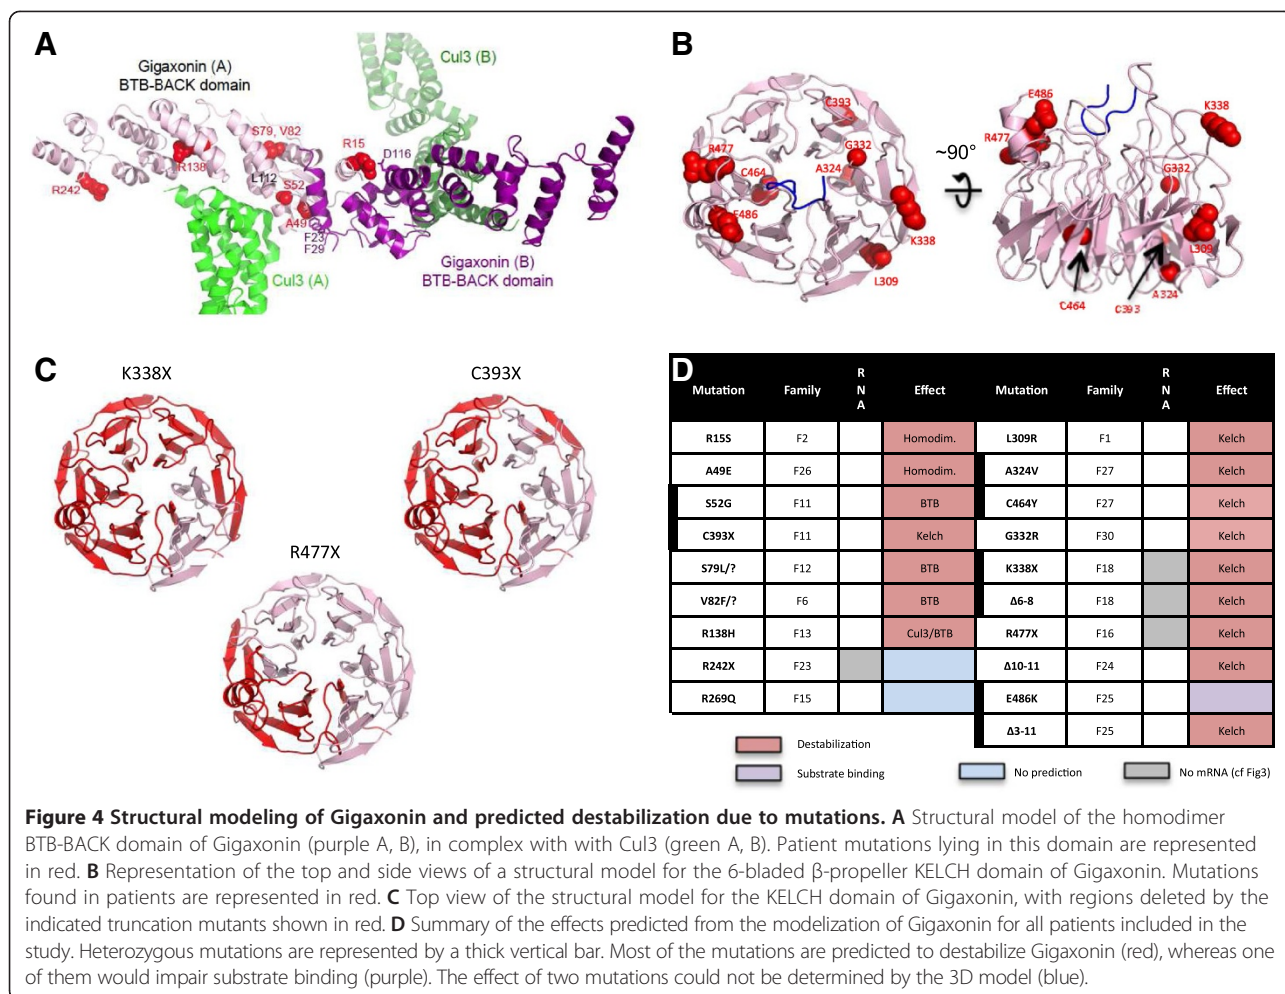 A
Gigaxonin (A)
BTB-BACK domain
Cul3 (B)
S79, V82
R15
D116
R138
L112
R242
S52
A49
F23
F29
Cul3 (A)
Gigaxonin (B)
BTB-BACK domain
B
C393
R477
G332
C464
A324
E486
K338
L309
~90°
E486
K338
R477
G332
L309
A324
C464
C393
C
K338X
C393X
R477X
D
Mutation Family RNA Effect Mutation Family RNA Effect
R15S F2 Homodim. L309R F1 Kelch
A49E F26 Homodim. A324V F27 Kelch
S52G F11 BTB C464Y F27 Kelch
C393X F11 Kelch G332R F30 Kelch
S79L/? F12 BTB K338X F18 Kelch
V82F/? F6 BTB Δ6-8 F18 Kelch
R138H F13 Cul3/BTB R477X F16 Kelch
R242X F23 Δ10-11 F24 Kelch
R269Q F15 E486K F25
Δ3-11 F25 Kelch
Destabilization
Substrate binding No prediction No mRNA (cf Fig3)
Figure 4 Structural modeling of Gigaxonin and predicted destabilization due to mutations. A Structural model of the homodimer
BTB-BACK domain of Gigaxonin (purple A, B), in complex with with Cul3 (green A, B). Patient mutations lying in this domain are represented
in red. B Representation of the top and side views of a structural model for the 6-bladed β-propeller KELCH domain of Gigaxonin. Mutations
found in patients are represented in red. C Top view of the structural model for the KELCH domain of Gigaxonin, with regions deleted by the
indicated truncation mutants shown in red. D Summary of the effects predicted from the modelization of Gigaxonin for all patients included in the
study. Heterozygous mutations are represented by a thick vertical bar. Most of the mutations are predicted to destabilize Gigaxonin (red), whereas one
of them would impair substrate binding (purple). The effect of two mutations could not be determined by the 3D model (blue).